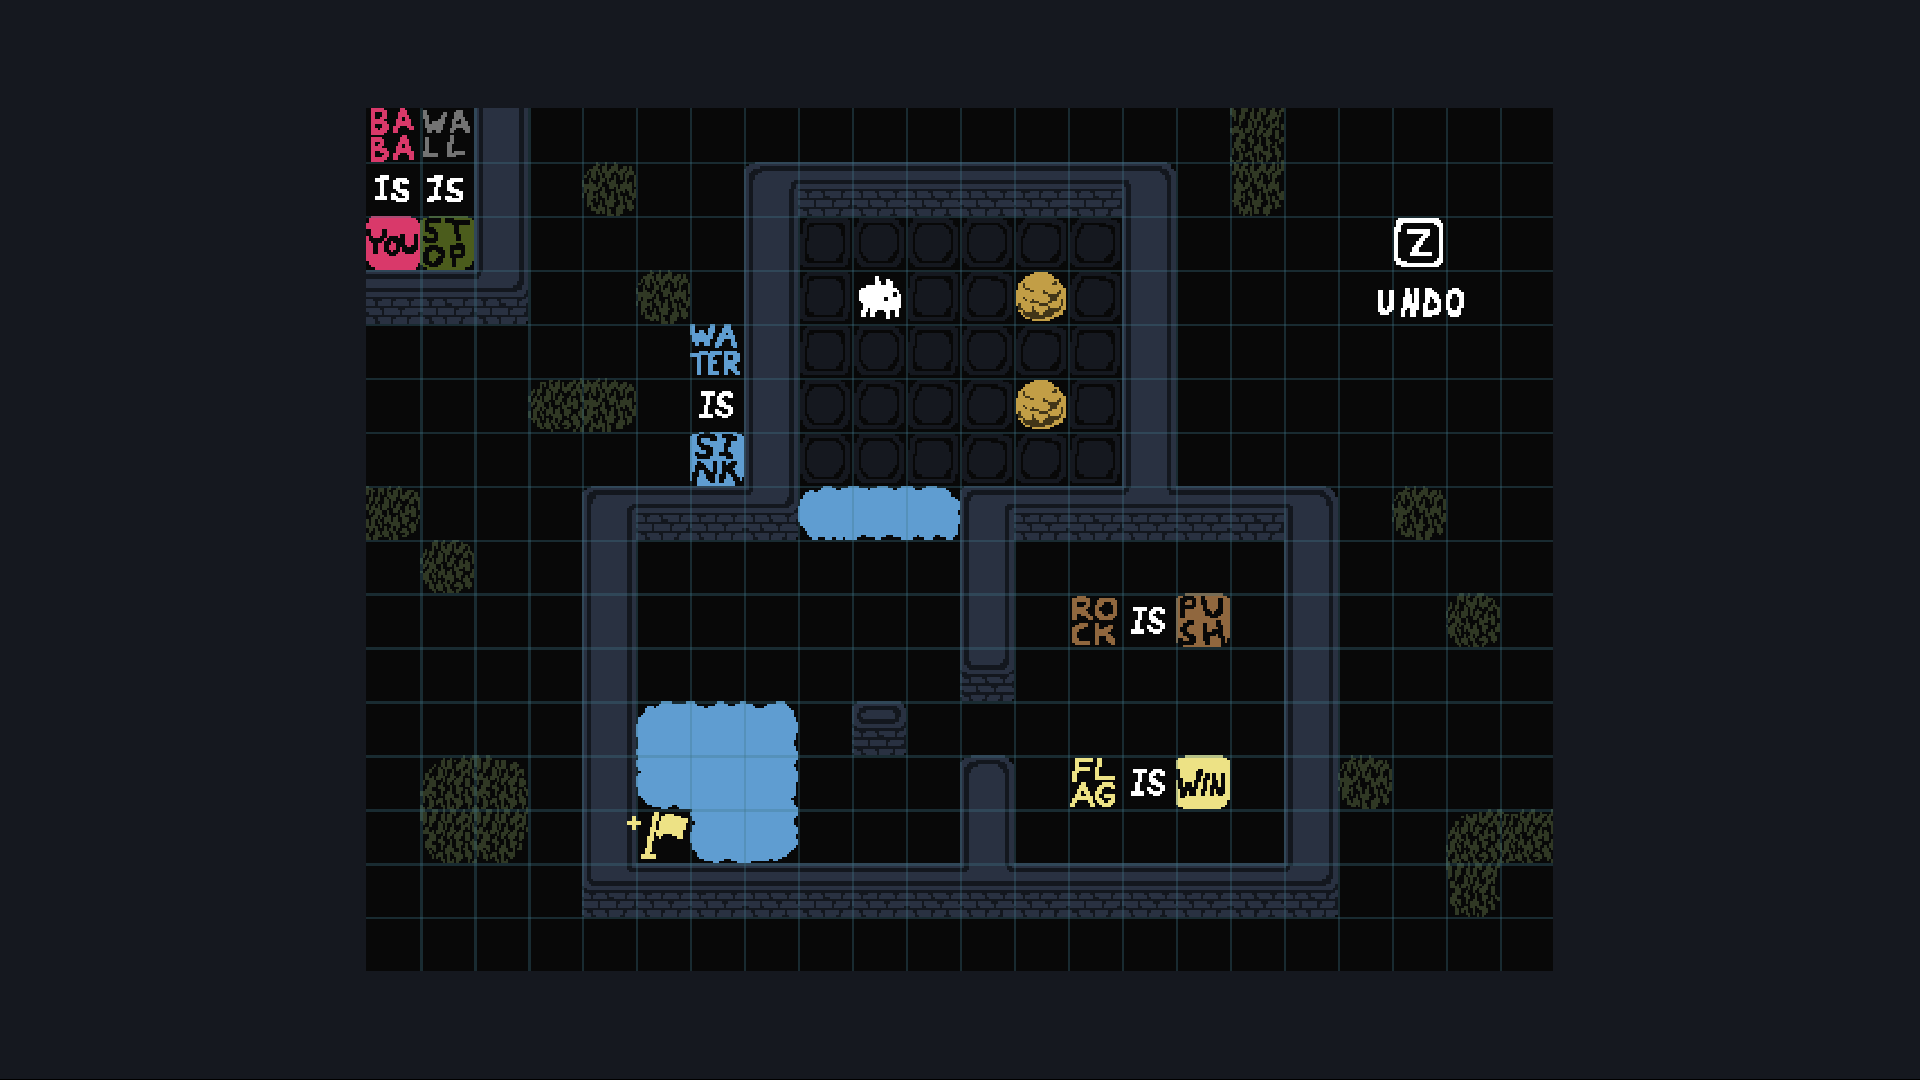 BABA WALL
IS IS
YOU STOP
Z
UNDO
WATER
IS
SINK
ROCK IS PUSH
FLAG IS WIN